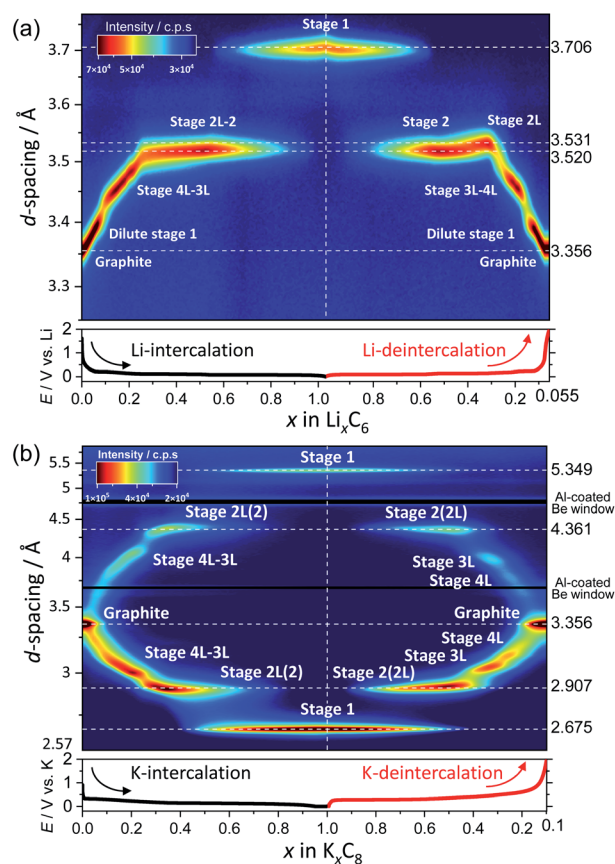 (a)
Intensity / c.p.s
7×10⁴ 5×10⁴ 3×10⁴
Stage 1
3.7
3.706
3.6
Stage 2L-2
Stage 2
Stage 2L
3.531
3.5
3.520
Stage 4L-3L
Stage 3L-4L
d-spacing / Å
3.4
Dilute stage 1
Dilute stage 1
3.356
Graphite
Graphite
3.3
E / V vs. Li
2
1
0
Li-intercalation
Li-deintercalation
0.0 0.2 0.4 0.6 0.8 1.0 0.8 0.6 0.4 0.2 0.055
x in LiₓC₆
(b)
Intensity / c.p.s
1×10⁵ 4×10⁴ 2×10⁴
5.5
Stage 1
5.349
5
Al-coated
Be window
4.5
Stage 2L(2)
Stage 2(2L)
4.361
4
Stage 4L-3L
Stage 3L
Stage 4L
Al-coated
Be window
d-spacing / Å
3.5
Graphite
Graphite
3.356
Stage 4L-3L
Stage 4L
Stage 3L
3
Stage 2L(2)
Stage 2(2L)
2.907
Stage 1
2.675
2.57
E / V vs. K
2
1
0
K-intercalation
K-deintercalation
0.0 0.2 0.4 0.6 0.8 1.0 0.8 0.6 0.4 0.2 0.1
x in KₓC₈